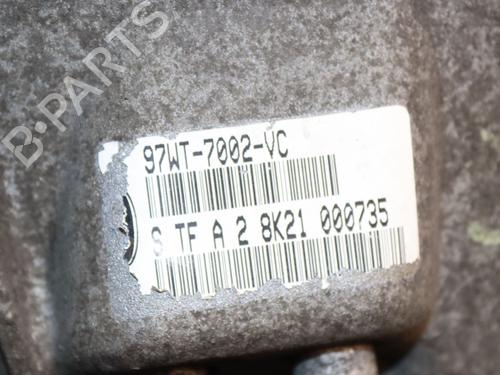 B-PARTS
97WT-7002-VC
S TF A 2 8K21 000735